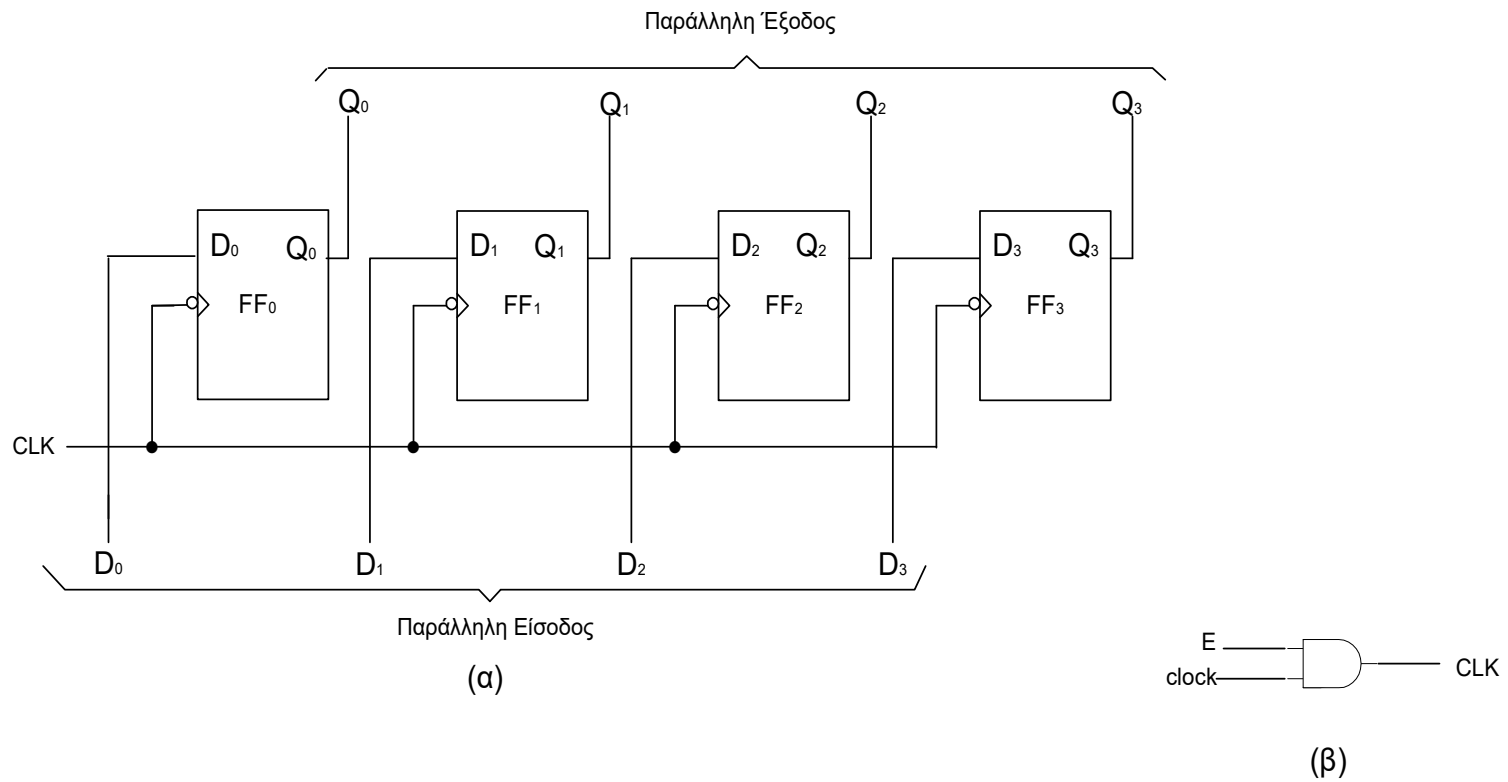 Παράλληλη Έξοδος
Q0 Q1 Q2 Q3
D0 Q0 D1 Q1 D2 Q2 D3 Q3
FF0 FF1 FF2 FF3
CLK
D0 D1 D2 D3
Παράλληλη Είσοδος
(α)
E
clock
CLK
(β)